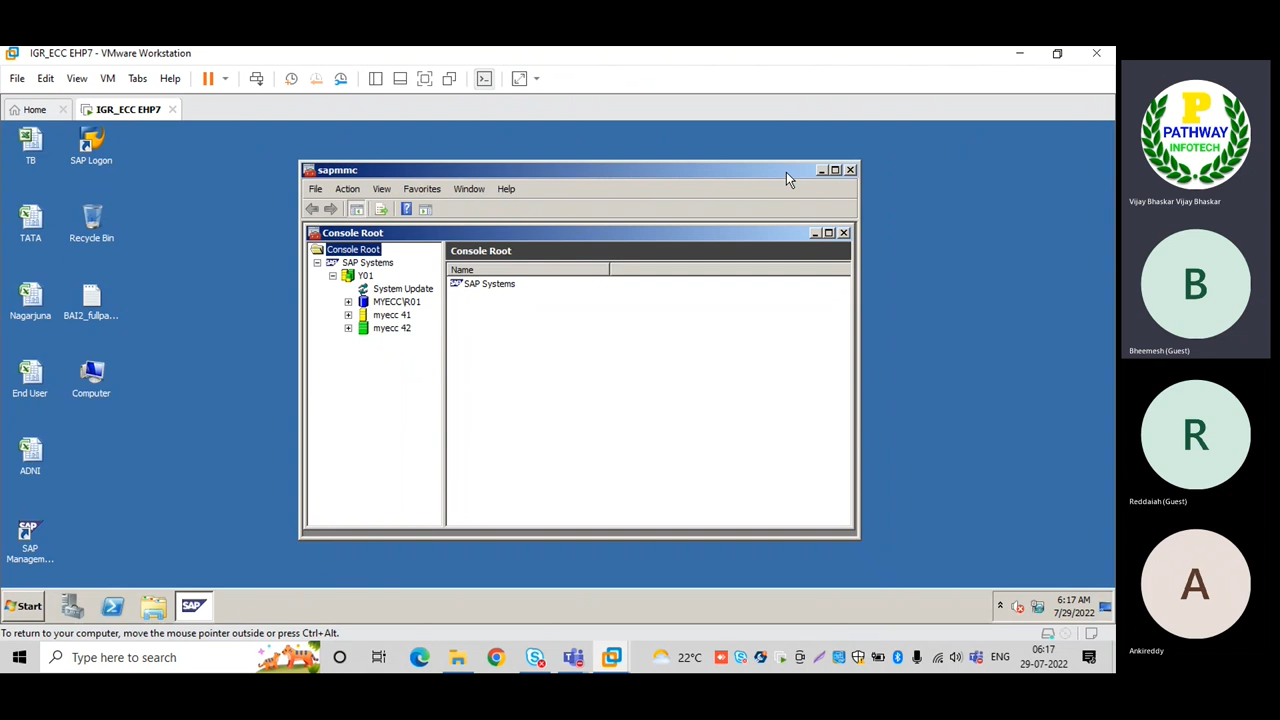 IGR_ECC EHP7 - VMware Workstation
File Edit View VM Tabs Help
Home IGR_ECC EHP7
TB
SAP Logon
TATA
Recycle Bin
Nagarjuna
BAI2_fullpa...
End User
Computer
ADNI
SAP
SAP
Managem...
sapmmc
File Action View Favorites Window Help
Console Root
Console Root
SAP Systems
Y01
System Update
MYECC\R01
myecc 41
myecc 42
Console Root
Name
SAP Systems
Start
SAP
6:17 AM
7/29/2022
To return to your computer, move the mouse pointer outside or press Ctrl+Alt.
Type here to search
22°C
ENG
06:17
29-07-2022
P
PATHWAY
INFOTECH
Vijay Bhaskar Vijay Bhaskar
B
Bheemesh (Guest)
R
Reddaiah (Guest)
A
Ankireddy